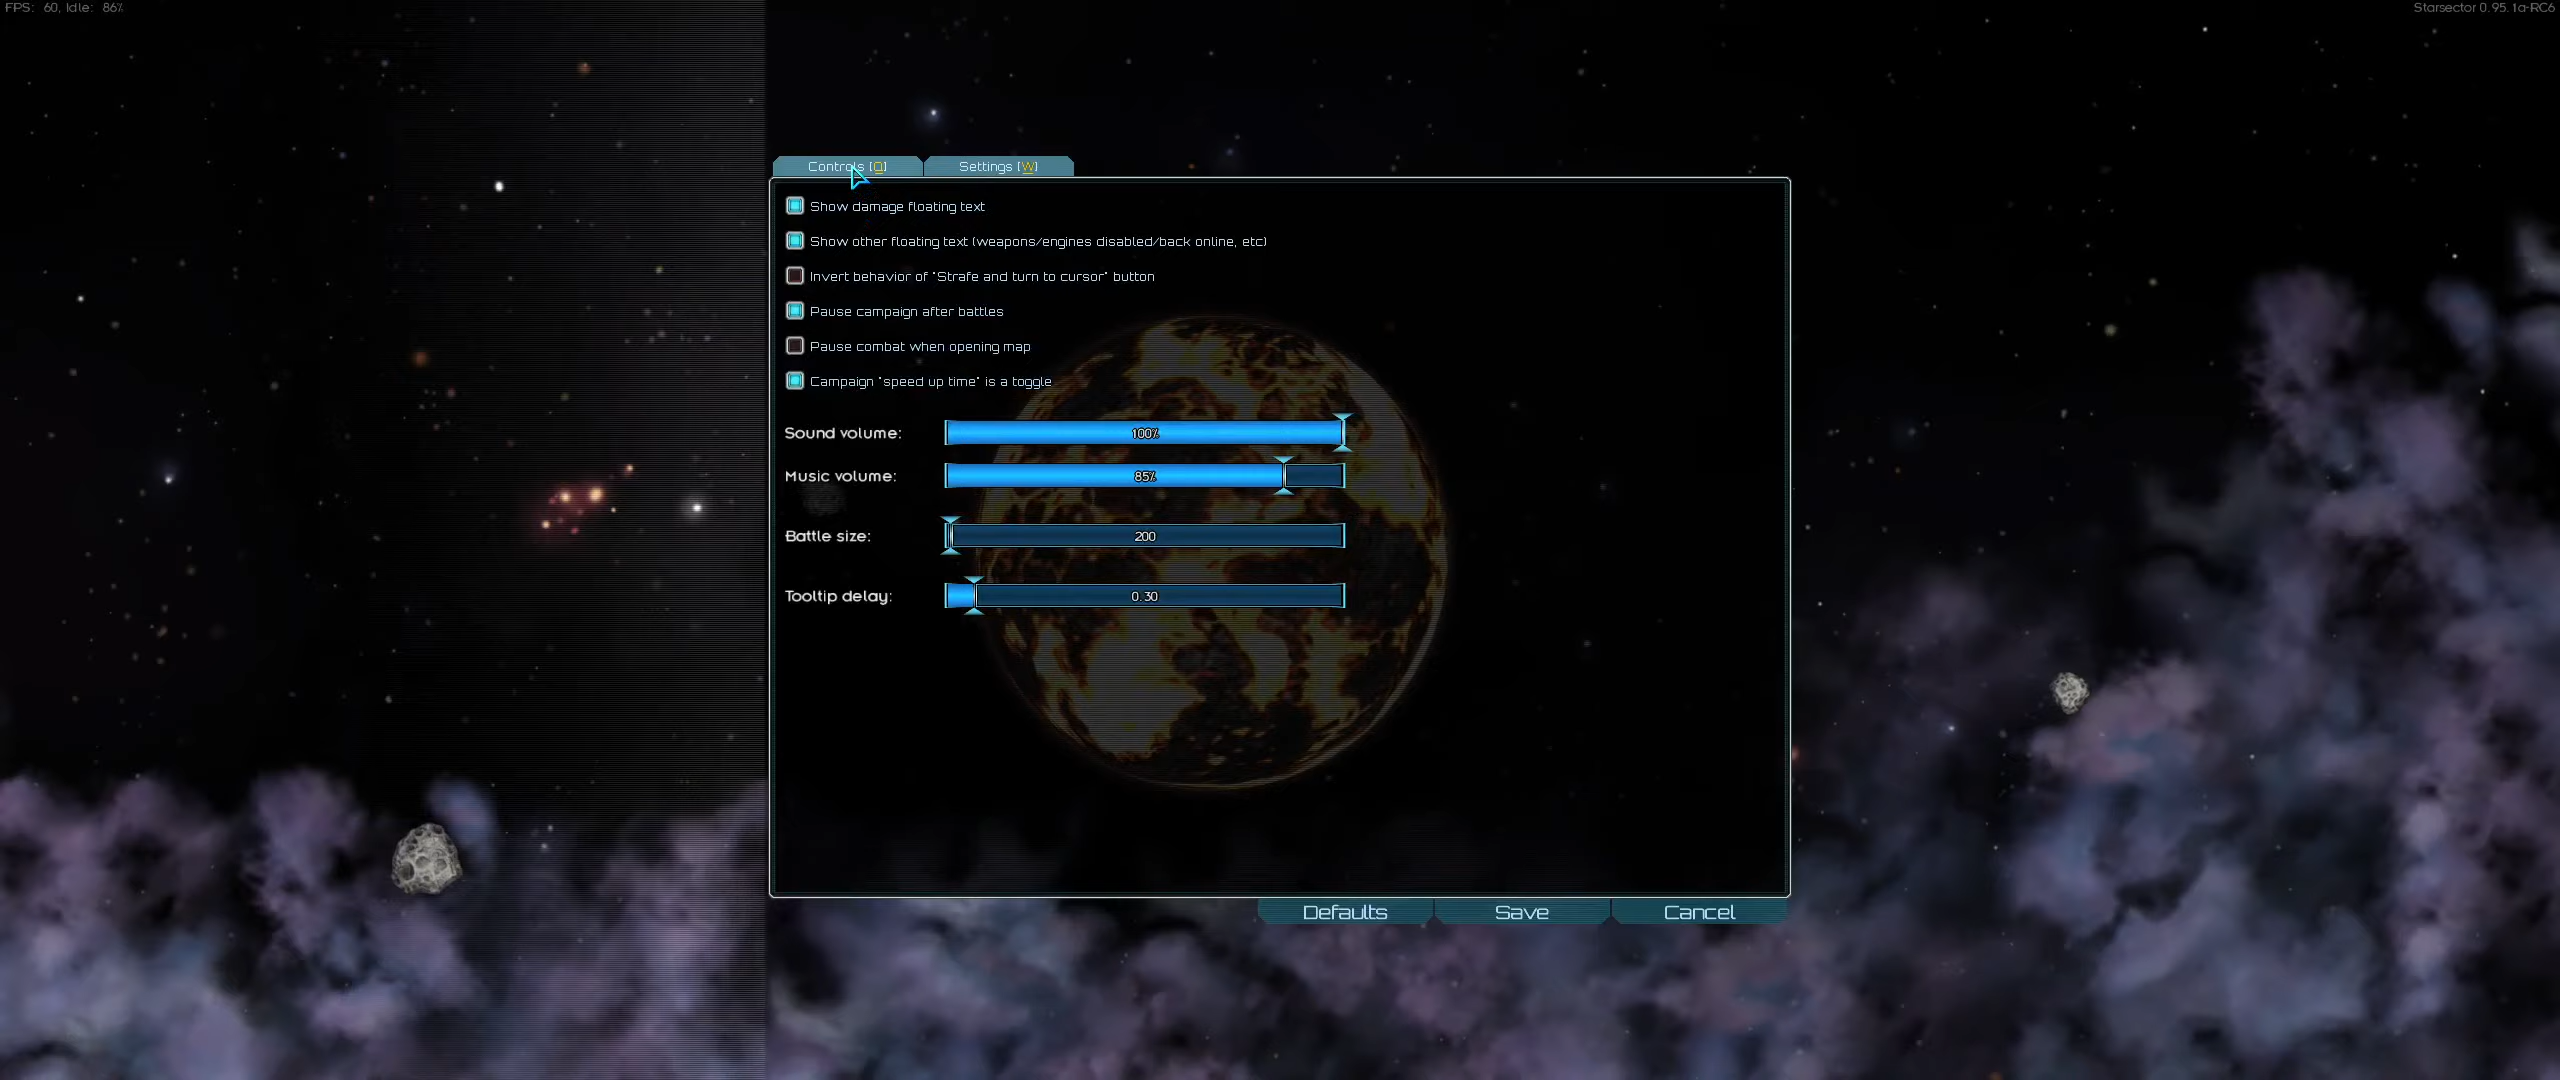 FPS: 60, Idle: 86%
Starsector 0.95.1a-RC6
Controls [Q]
Settings [W]
Show damage floating text
Show other floating text (weapons/engines disabled/back online, etc)
Invert behavior of "Strafe and turn to cursor" button
Pause campaign after battles
Pause combat when opening map
Campaign "speed up time" is a toggle
Sound volume: 100%
Music volume: 85%
Battle size: 200
Tooltip delay: 0.30
Defaults
Save
Cancel